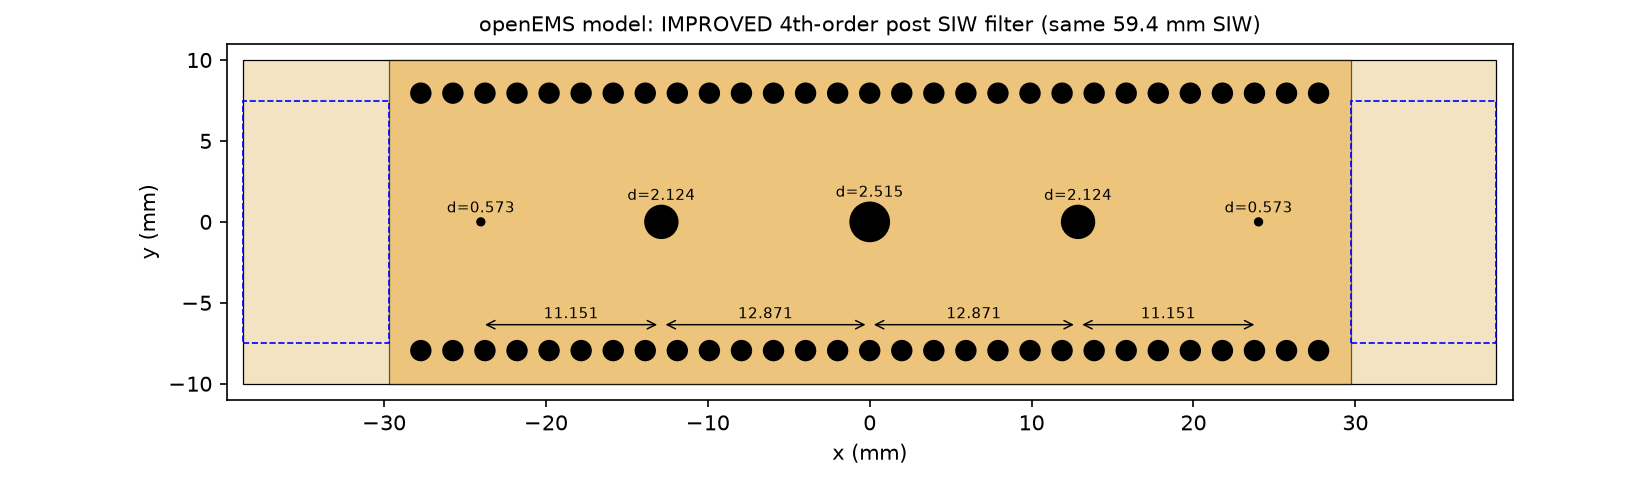 openEMS model: IMPROVED 4th-order post SIW filter (same 59.4 mm SIW)
10
5
0
−5
−10
y (mm)
d=0.573
d=2.124
d=2.515
d=2.124
d=0.573
11.151
12.871
12.871
11.151
−30
−20
−10
0
10
20
30
x (mm)